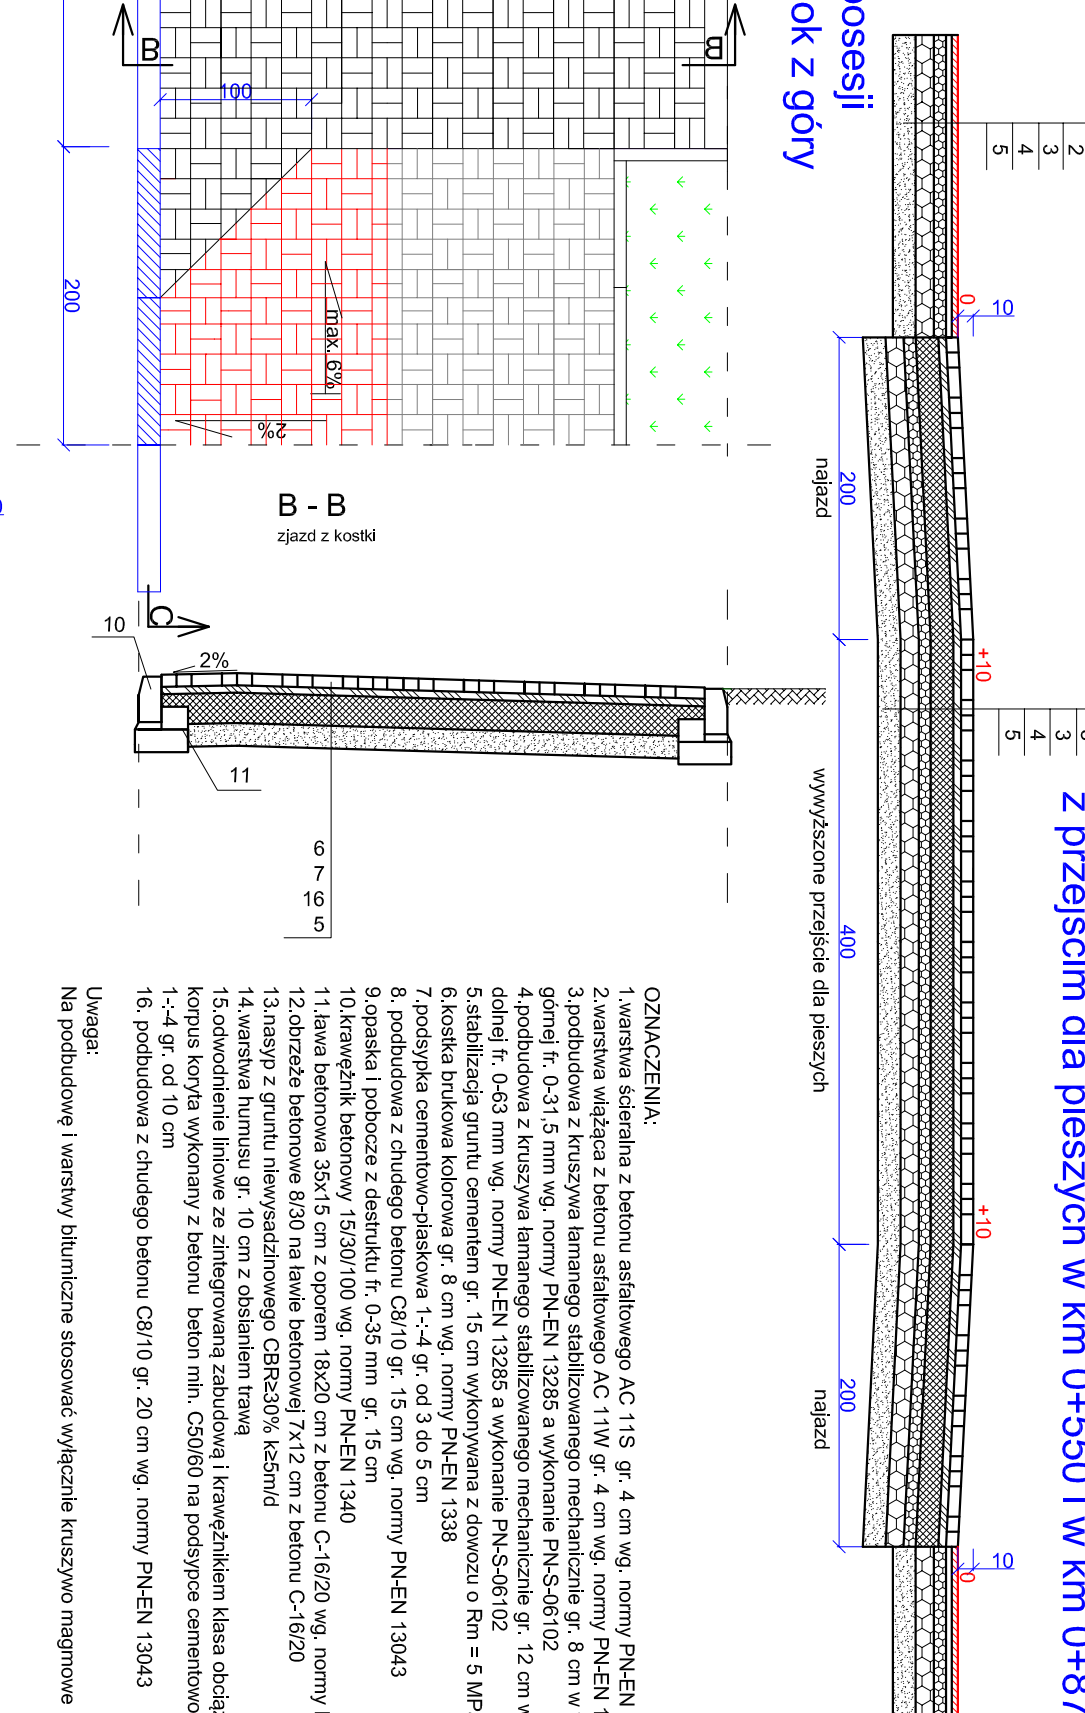 posesji
ok z góry
z przejścim dla pieszych w km 0+550 i w km 0+87
2
3
4
5
3
4
5
B
B
100
200
max. 6%
2%
0
10
200
najazd
+10
400
wywyższone przejście dla pieszych
+10
200
najazd
10
0
B - B
zjazd z kostki
C
10
2%
11
6
7
16
5
OZNACZENIA:
1.warstwa ścieralna z betonu asfaltowego AC 11S gr. 4 cm wg. normy PN-EN
2.warstwa wiążąca z betonu asfaltowego AC 11W gr. 4 cm wg. normy PN-EN 1
3.podbudowa z kruszywa łamanego stabilizowanego mechanicznie gr. 8 cm w
górnej fr. 0-31,5 mm wg. normy PN-EN 13285 a wykonanie PN-S-06102
4.podbudowa z kruszywa łamanego stabilizowanego mechanicznie gr. 12 cm w
dolnej fr. 0-63 mm wg. normy PN-EN 13285 a wykonanie PN-S-06102
5.stabilizacja gruntu cementem gr. 15 cm wykonywana z dowozu o Rm = 5 MP
6.kostka brukowa kolorowa gr. 8 cm wg. normy PN-EN 1338
7.podsypka cementowo-piaskowa 1-:-4 gr. od 3 do 5 cm
8. podbudowa z chudego betonu C8/10 gr. 15 cm wg. normy PN-EN 13043
9.opaska i pobocze z destruktu fr. 0-35 mm gr. 15 cm
10.krawężnik betonowy 15/30/100 wg. normy PN-EN 1340
11.ława betonowa 35x15 cm z oporem 18x20 cm z betonu C-16/20 wg. normy
12.obrzeże betonowe 8/30 na ławie betonowej 7x12 cm z betonu C-16/20
13.nasyp z gruntu niewysadzinowego CBR≥30% k≥5m/d
14.warstwa humusu gr. 10 cm z obsianiem trawą
15.odwodnienie liniowe ze zintegrowaną zabudową i krawężnikiem klasa obciąż
korpus koryta wykonany z betonu beton min. C50/60 na podsypce cementowo
1-:-4 gr. od 10 cm
16. podbudowa z chudego betonu C8/10 gr. 20 cm wg. normy PN-EN 13043
Uwaga:
Na podbudowę i warstwy bitumiczne stosować wyłącznie kruszywo magmowe